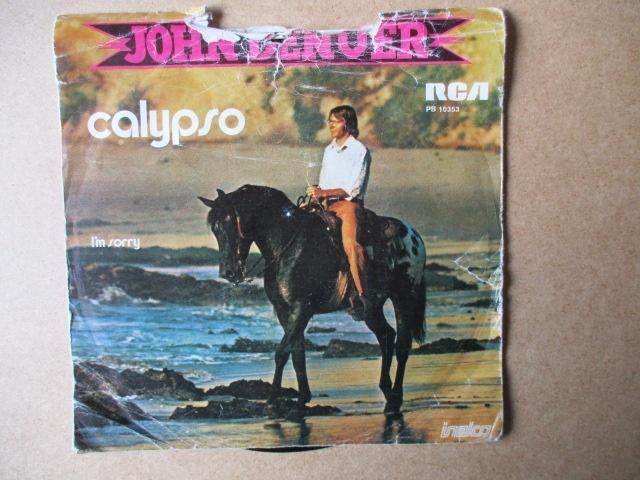 JOHN DENVER
RCA
PB 10353
calypso
I'm sorry
inelco